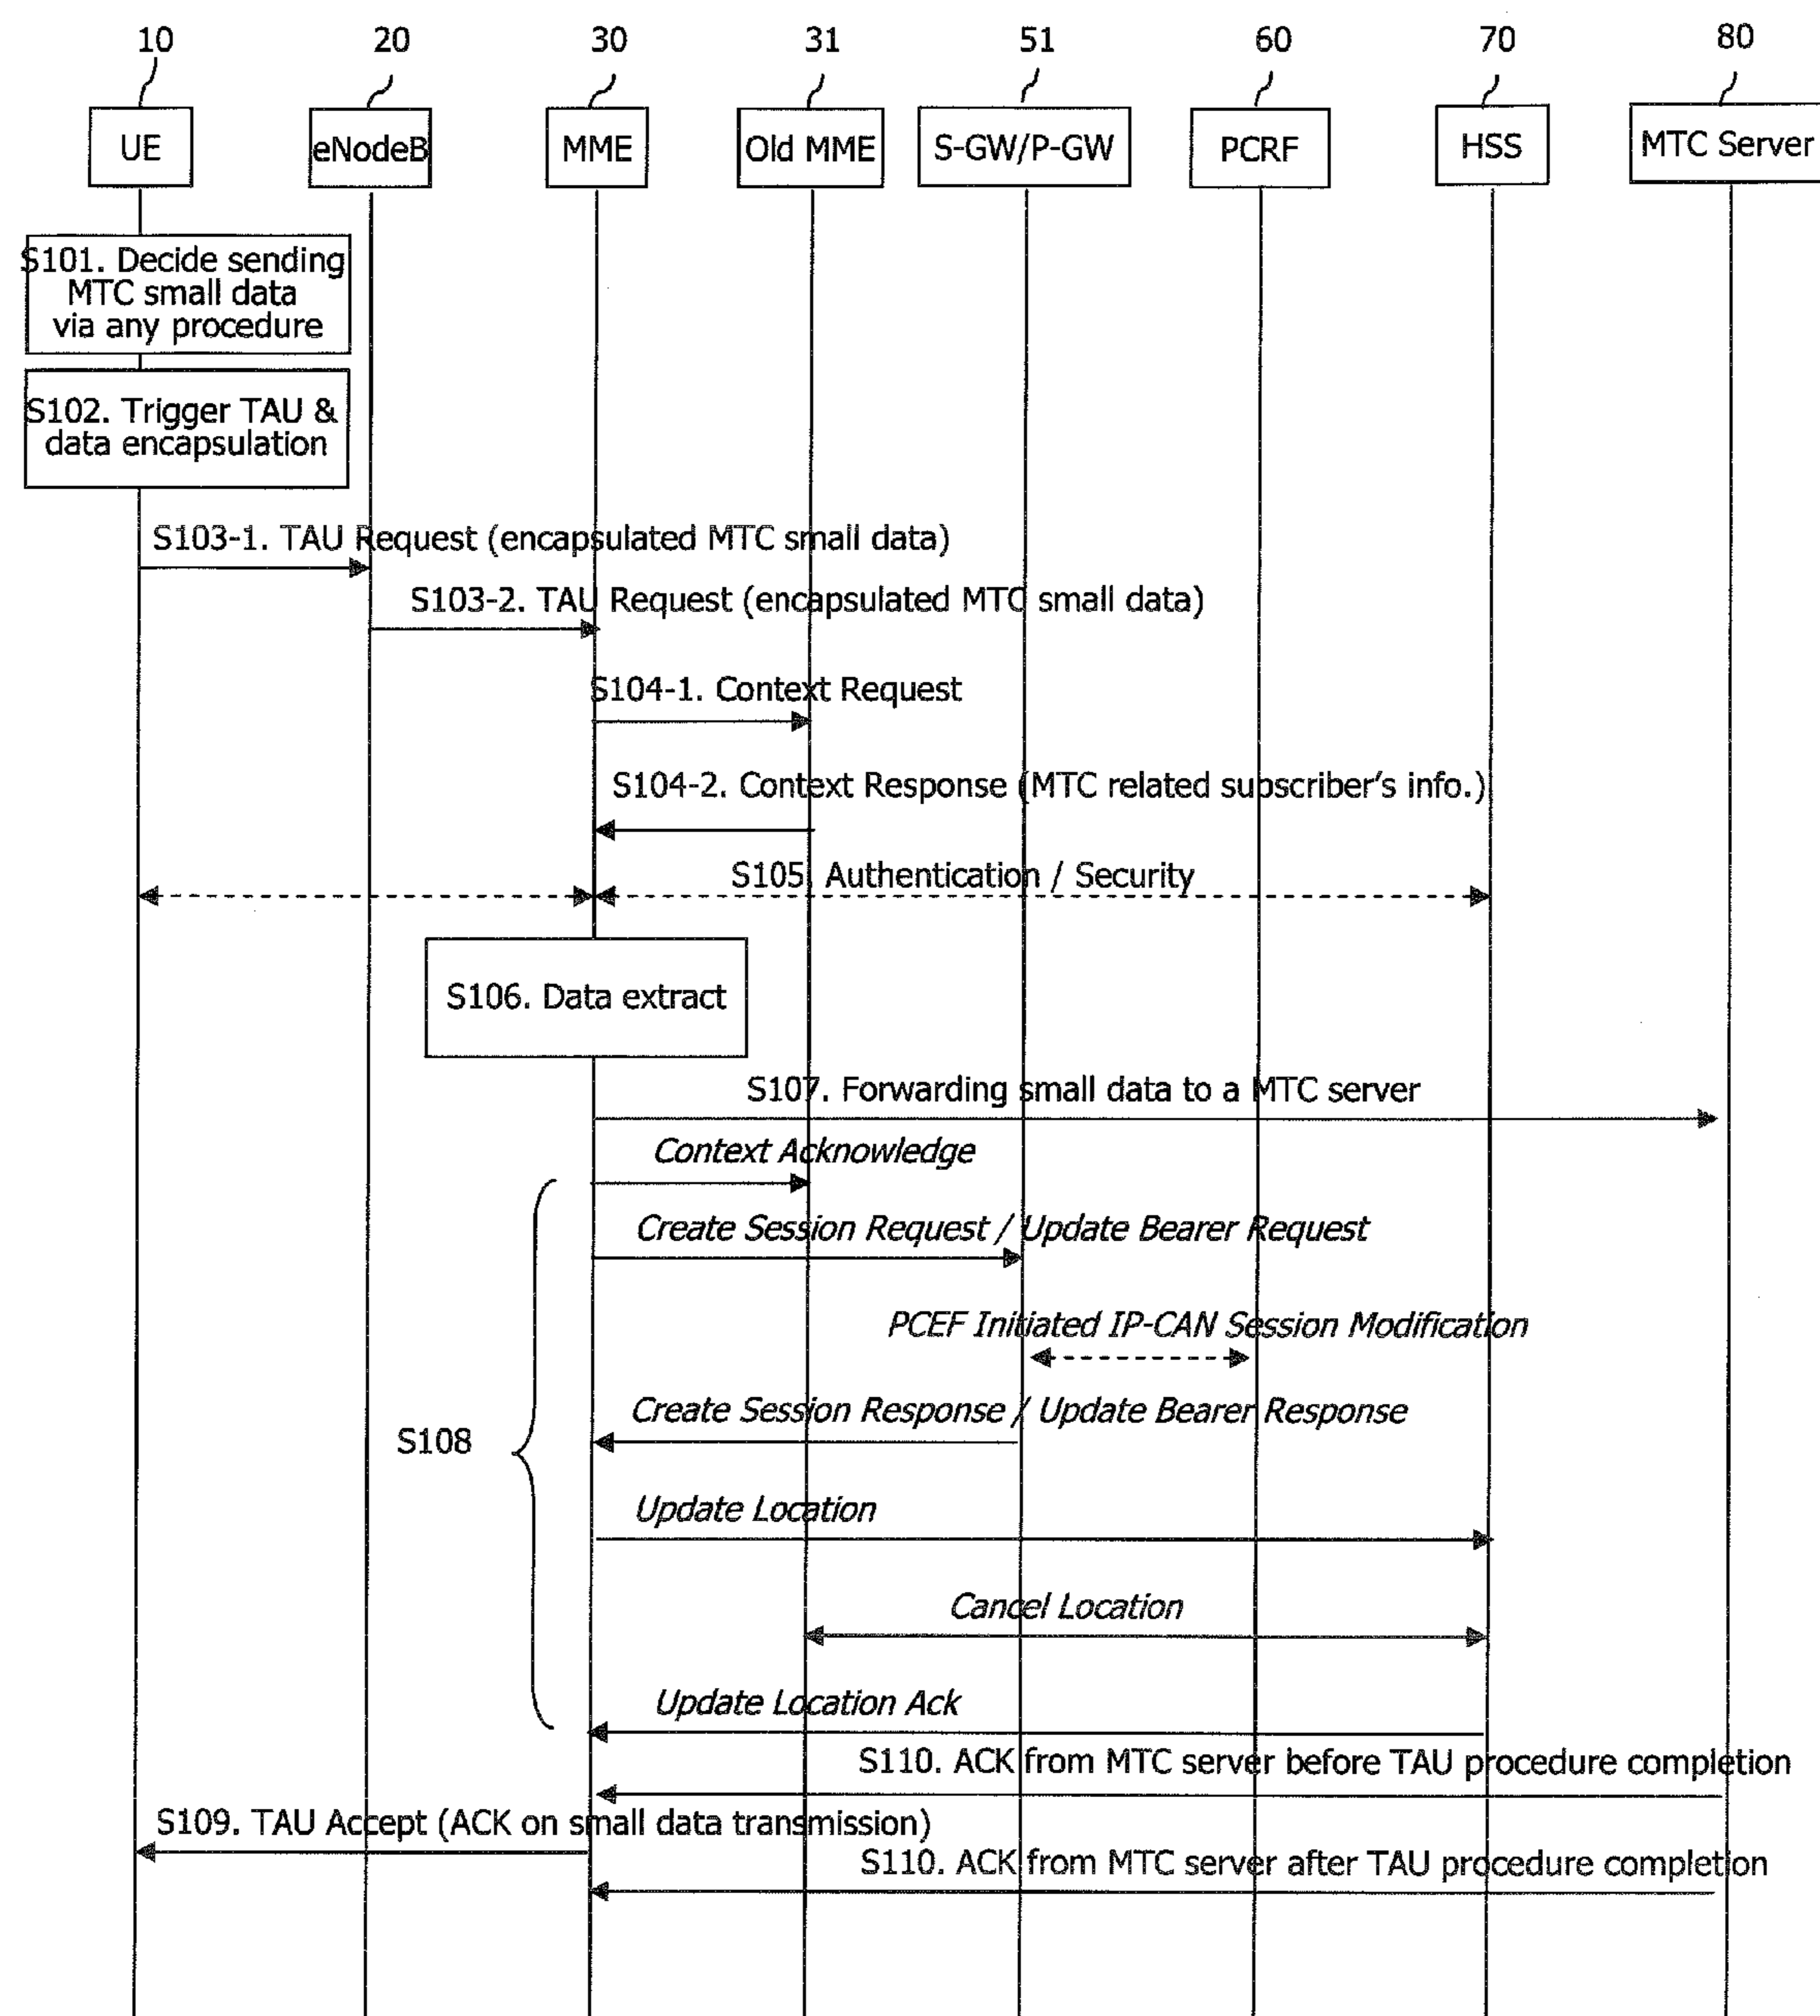 10 20 30 31 51 60 70 80
UE eNodeB MME Old MME S-GW/P-GW PCRF HSS MTC Server
S101. Decide sending
MTC small data
via any procedure
S102. Trigger TAU &
data encapsulation
S103-1. TAU Request (encapsulated MTC small data)
S103-2. TAU Request (encapsulated MTC small data)
S104-1. Context Request
S104-2. Context Response (MTC related subscriber's info.)
S105. Authentication / Security
S106. Data extract
S107. Forwarding small data to a MTC server
Context Acknowledge
Create Session Request / Update Bearer Request
PCEF Initiated IP-CAN Session Modification
Create Session Response / Update Bearer Response
S108
Update Location
Cancel Location
Update Location Ack
S110. ACK from MTC server before TAU procedure completion
S109. TAU Accept (ACK on small data transmission)
S110. ACK from MTC server after TAU procedure completion